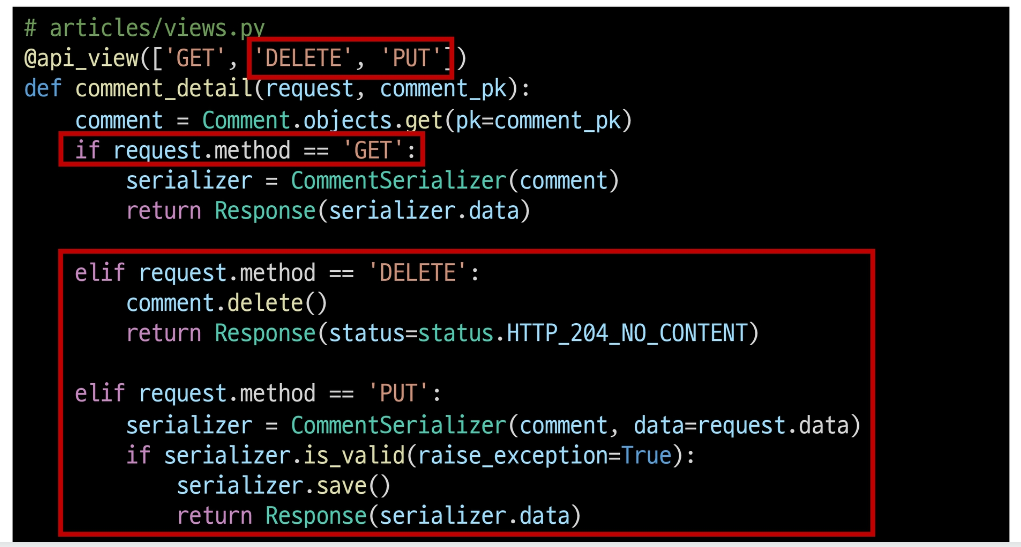 # articles/views.py
@api_view(['GET', 'DELETE', 'PUT'])
def comment_detail(request, comment_pk):
    comment = Comment.objects.get(pk=comment_pk)
    if request.method == 'GET':
        serializer = CommentSerializer(comment)
        return Response(serializer.data)

    elif request.method == 'DELETE':
        comment.delete()
        return Response(status=status.HTTP_204_NO_CONTENT)

    elif request.method == 'PUT':
        serializer = CommentSerializer(comment, data=request.data)
        if serializer.is_valid(raise_exception=True):
            serializer.save()
            return Response(serializer.data)